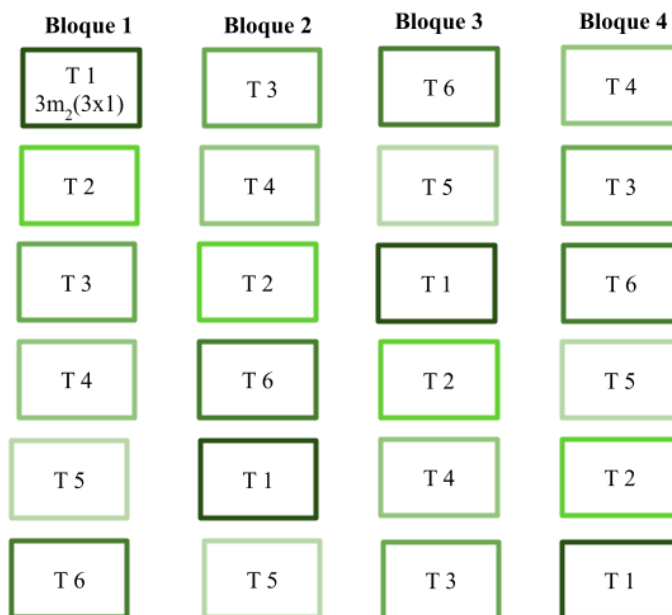 Bloque 1 Bloque 2 Bloque 3 Bloque 4
T 1
3m₂(3x1)
T 3 T 6 T 4
T 2 T 4 T 5 T 3
T 3 T 2 T 1 T 6
T 4 T 6 T 2 T 5
T 5 T 1 T 4 T 2
T 6 T 5 T 3 T 1